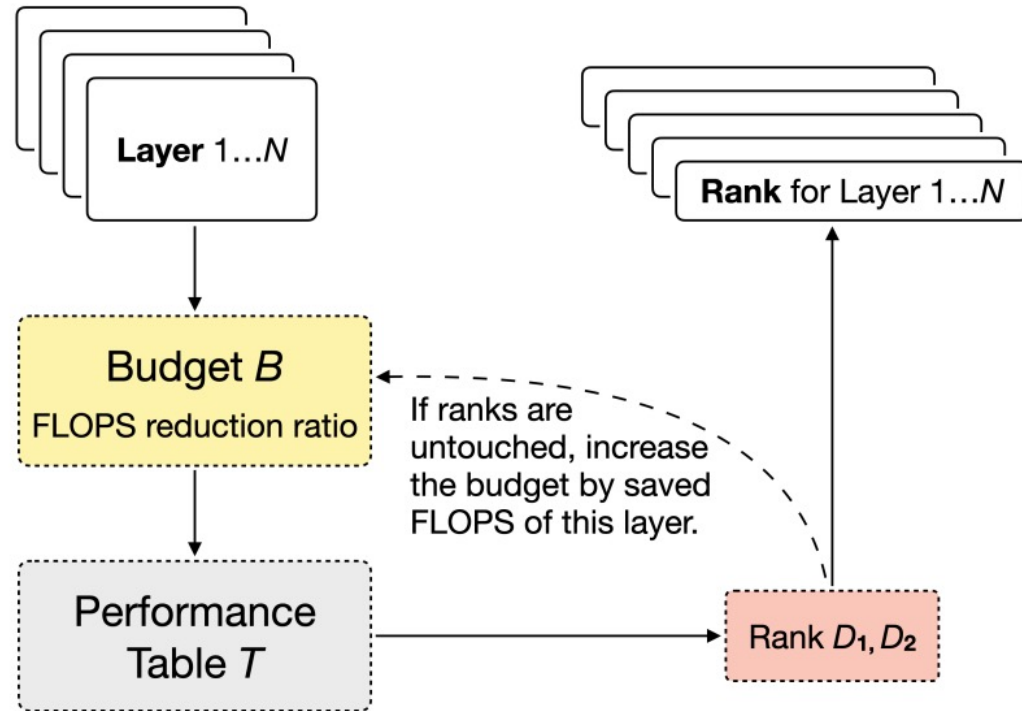 Layer 1...N
Rank for Layer 1...N
Budget B
FLOPS reduction ratio
If ranks are
untouched, increase
the budget by saved
FLOPS of this layer.
Performance
Table T
Rank D₁, D₂